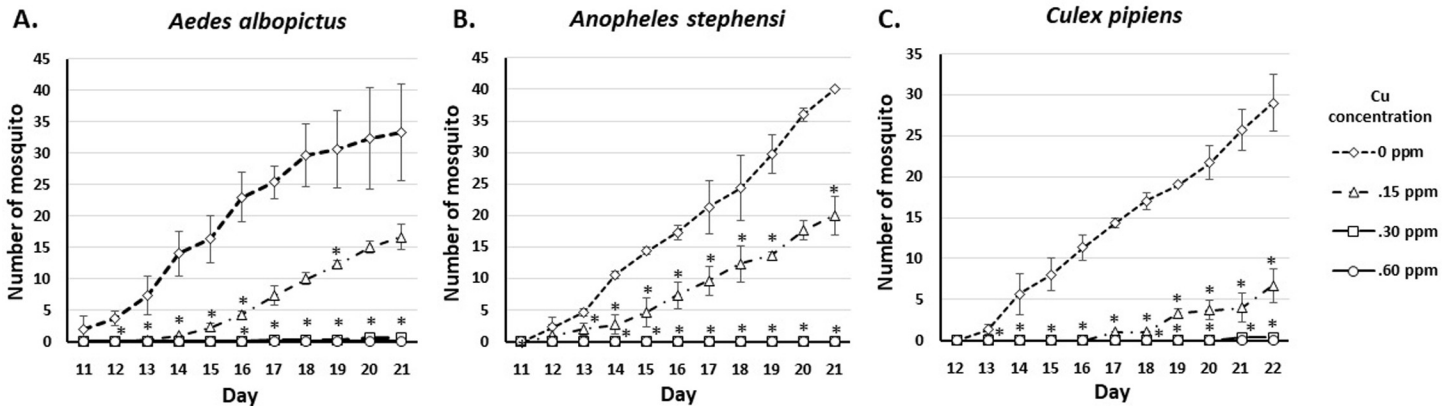 A.
Aedes albopictus
Number of mosquito
45
40
35
30
25
20
15
10
5
0
* * * * * * * * * * * * *
11 12 13 14 15 16 17 18 19 20 21
Day
B.
Anopheles stephensi
Number of mosquito
45
40
35
30
25
20
15
10
5
0
* * * * * * * * * * * * * * * *
11 12 13 14 15 16 17 18 19 20 21
Day
C.
Culex pipiens
Number of mosquito
35
30
25
20
15
10
5
0
* * * * * * * * * * * * * * *
12 13 14 15 16 17 18 19 20 21 22
Day
Cu
concentration
0 ppm
.15 ppm
.30 ppm
.60 ppm